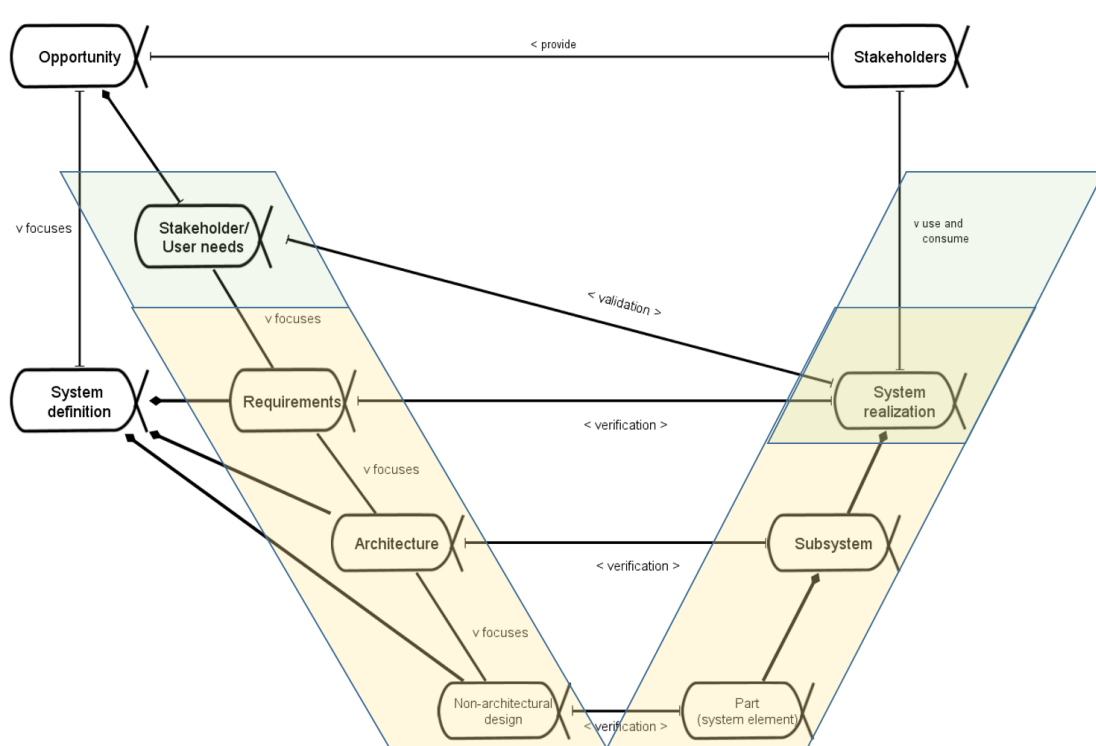 Opportunity
< provide
Stakeholders
v focuses
Stakeholder/
User needs
v use and
consume
< validation >
v focuses
System
definition
Requirements
System
realization
< verification >
v focuses
Architecture
Subsystem
< verification >
v focuses
Non-architectural
design
Part
(system element)
< verification >